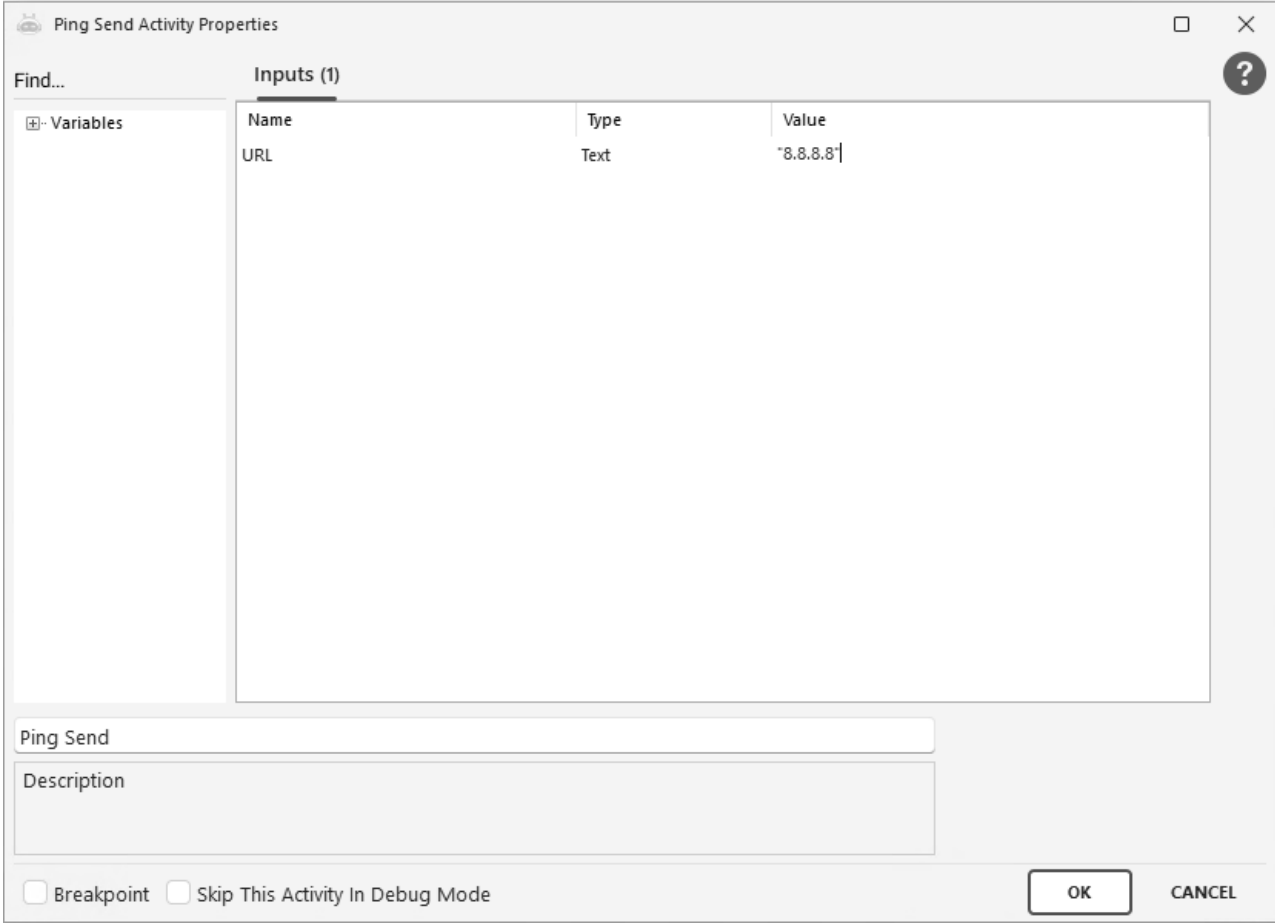 Ping Send Activity Properties
Find...
Inputs (1)
?
Variables
Name Type Value
URL Text "8.8.8.8"
Ping Send
Description
Breakpoint Skip This Activity In Debug Mode OK CANCEL